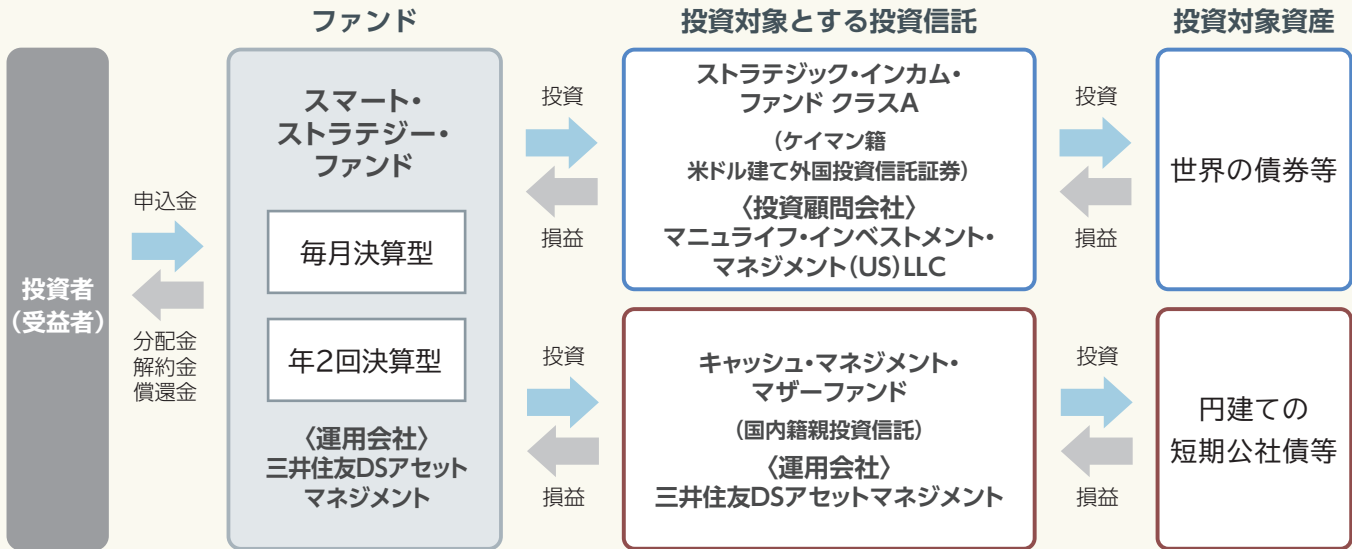 ファンド
投資対象とする投資信託
投資対象資産
投資者
（受益者）
申込金
分配金
解約金
償還金
スマート・
ストラテジー・
ファンド
毎月決算型
年2回決算型
〈運用会社〉
三井住友DSアセット
マネジメント
投資
損益
ストラテジック・インカム・
ファンド クラスA
（ケイマン籍
米ドル建て外国投資信託証券）
〈投資顧問会社〉
マニュライフ・インベストメント・
マネジメント（US）LLC
投資
損益
世界の債券等
投資
損益
キャッシュ・マネジメント・
マザーファンド
（国内籍親投資信託）
〈運用会社〉
三井住友DSアセットマネジメント
投資
損益
円建ての
短期公社債等